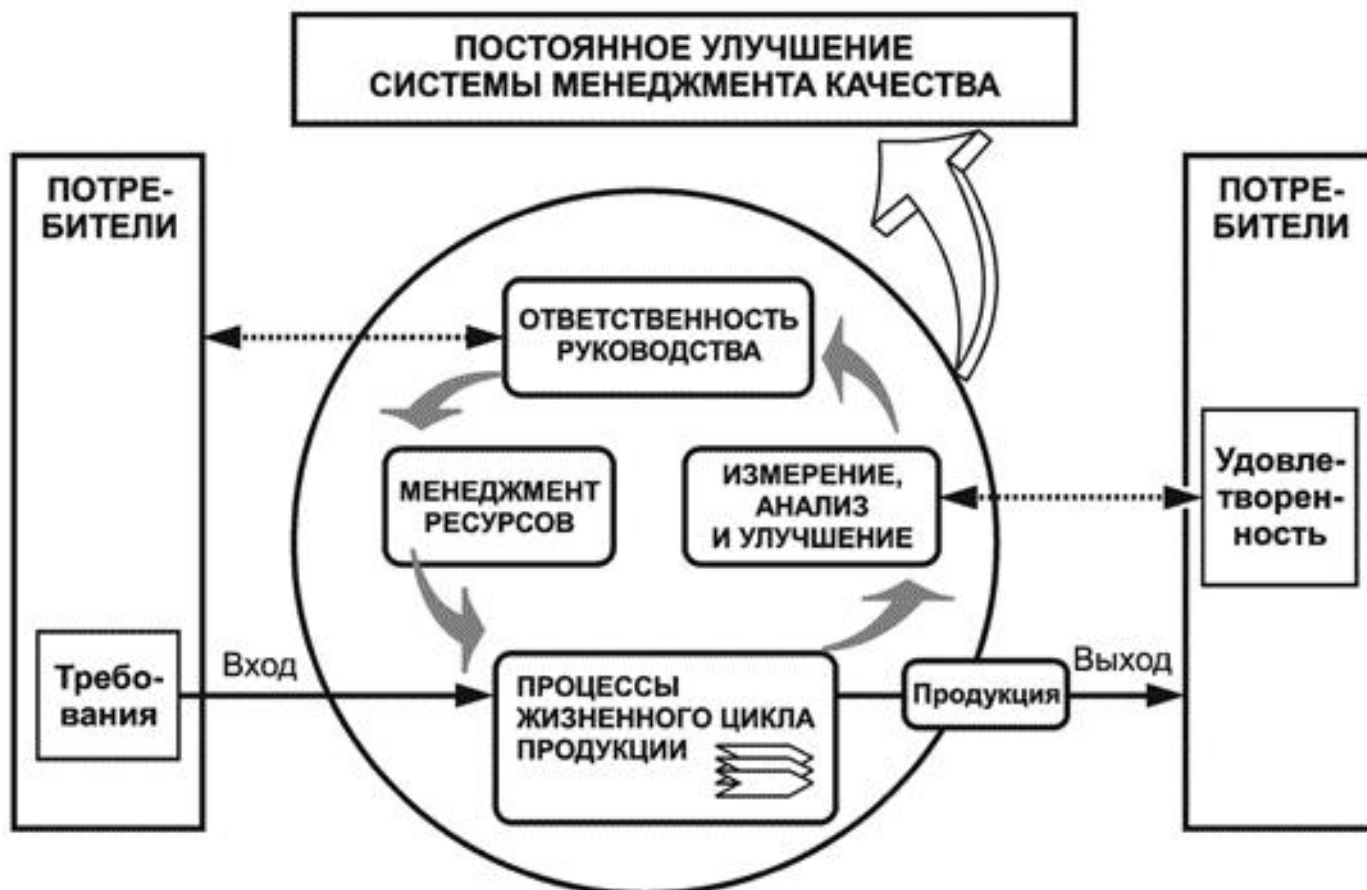 ПОСТОЯННОЕ УЛУЧШЕНИЕ
СИСТЕМЫ МЕНЕДЖМЕНТА КАЧЕСТВА
ПОТРЕ-
БИТЕЛИ
Требо-
вания
Вход
ОТВЕТСТВЕННОСТЬ
РУКОВОДСТВА
МЕНЕДЖМЕНТ
РЕСУРСОВ
ИЗМЕРЕНИЕ,
АНАЛИЗ
И УЛУЧШЕНИЕ
ПРОЦЕССЫ
ЖИЗНЕННОГО ЦИКЛА
ПРОДУКЦИИ
Продукция
Выход
ПОТРЕ-
БИТЕЛИ
Удовле-
творен-
ность